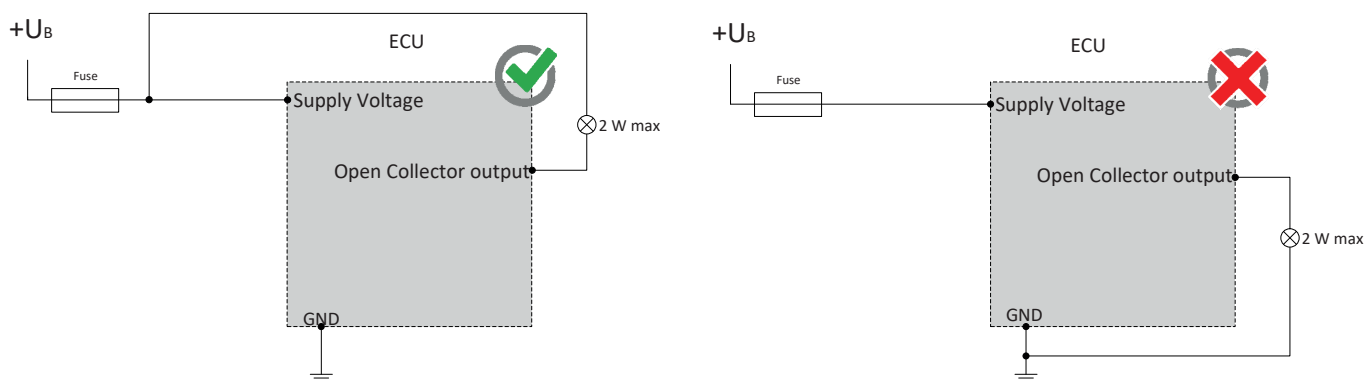 +UB
ECU
Fuse
Supply Voltage
2 W max
Open Collector output
GND
+UB
ECU
Fuse
Supply Voltage
Open Collector output
2 W max
GND